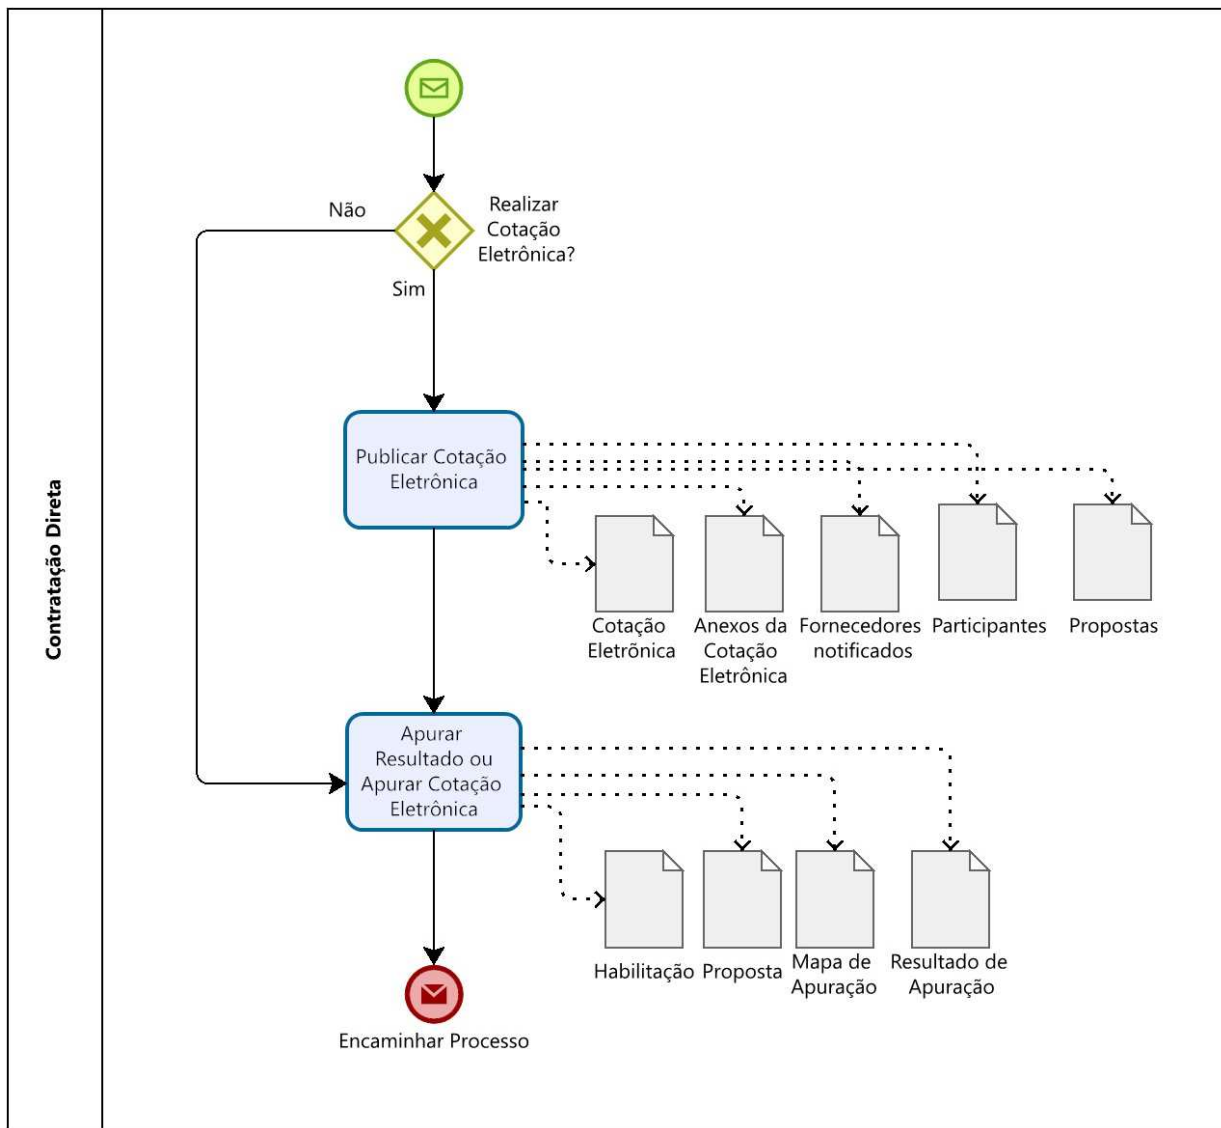 Contratação Direta
Não
Realizar
Cotação
Eletrônica?
Sim
Publicar Cotação
Eletrônica
Cotação
Eletrõnica
Anexos da
Cotação
Eletrônica
Fornecedores
notificados
Participantes
Propostas
Apurar
Resultado ou
Apurar Cotação
Eletrônica
Habilitação
Proposta
Mapa de
Apuração
Resultado de
Apuração
Encaminhar Processo